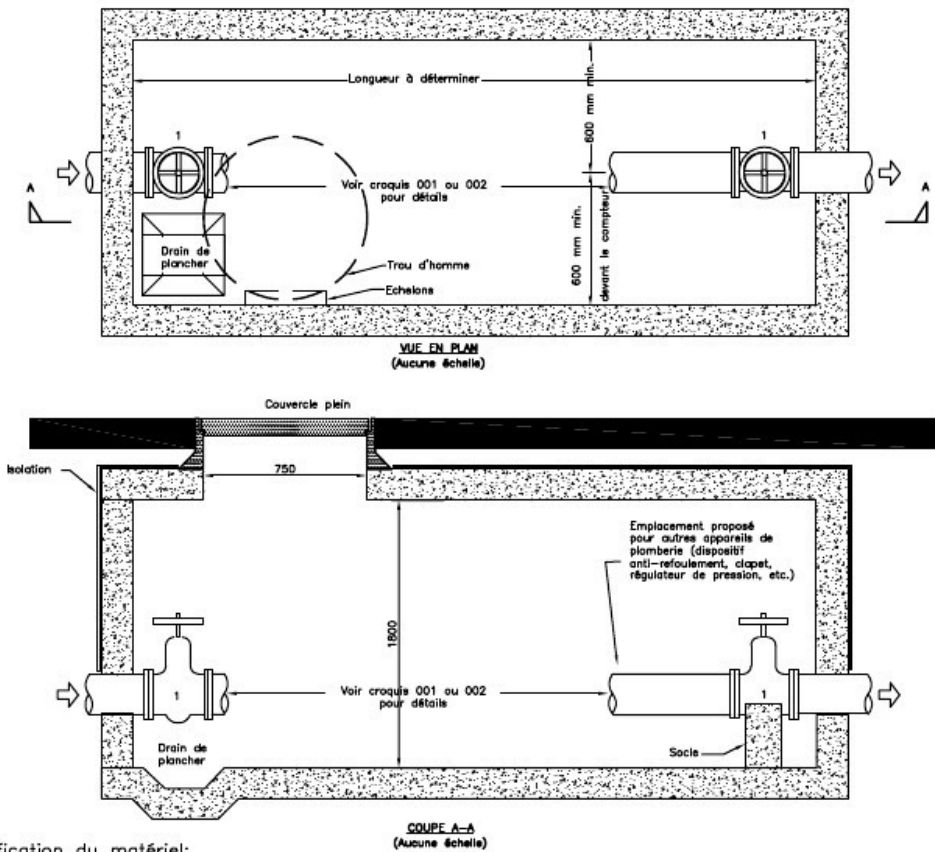 Longueur à déterminer
600 mm min.
1
1
A
A
Voir croquis 001 ou 002
pour détails
600 mm min.
devant le compteur
Drain de
plancher
Trou d'homme
Echelons
VUE EN PLAN
(Aucune échelle)
Couvercle plein
Isolation
750
Emplacement proposé
pour autres appareils de
plomberie (dispositif
anti-refoulement, clapet,
régulateur de pression, etc.)
1800
1
Voir croquis 001 ou 002
pour détails
1
Drain de
plancher
Socle
COUPE A-A
(Aucune échelle)
fication du matériel: